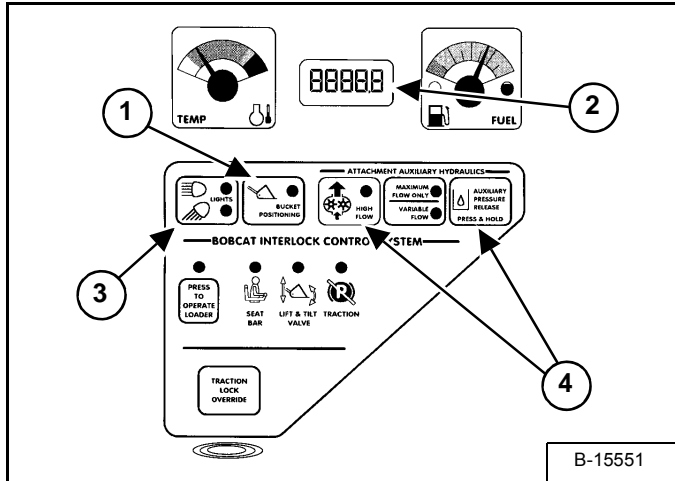 TEMP
88888
FUEL
1
2
3
4
ATTACHMENT AUXILIARY HYDRAULICS
LIGHTS
BUCKET
POSITIONING
HIGH
FLOW
MAXIMUM
FLOW ONLY
VARIABLE
FLOW
AUXILIARY
PRESSURE
RELEASE
PRESS & HOLD
BOBCAT INTERLOCK CONTROL SYSTEM
PRESS
TO
OPERATE
LOADER
SEAT
BAR
LIFT & TILT
VALVE
R
TRACTION
TRACTION
LOCK
OVERRIDE
B-15551